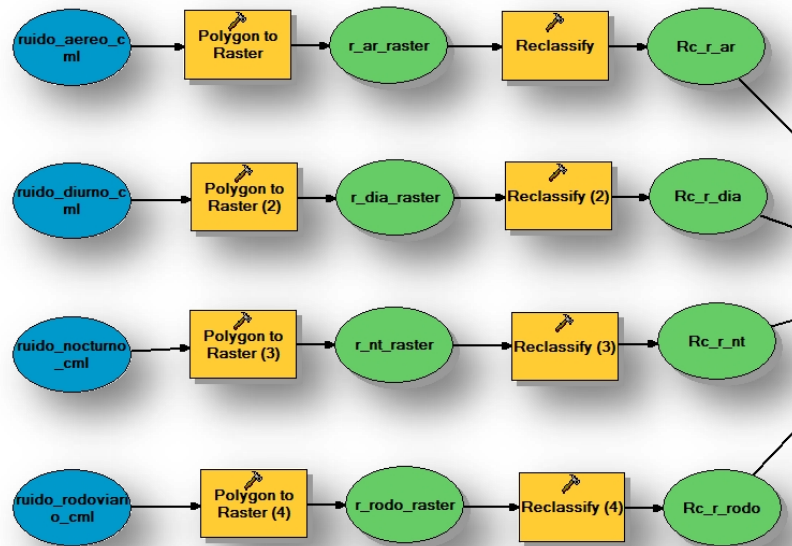 ruido_aereo_c
ml
Polygon to
Raster
r_ar_raster
Reclassify
Rc_r_ar
ruido_diurno_c
ml
Polygon to
Raster (2)
r_dia_raster
Reclassify (2)
Rc_r_dia
ruido_nocturno
_cml
Polygon to
Raster (3)
r_nt_raster
Reclassify (3)
Rc_r_nt
ruido_rodoviari
o_cml
Polygon to
Raster (4)
r_rodo_raster
Reclassify (4)
Rc_r_rodo